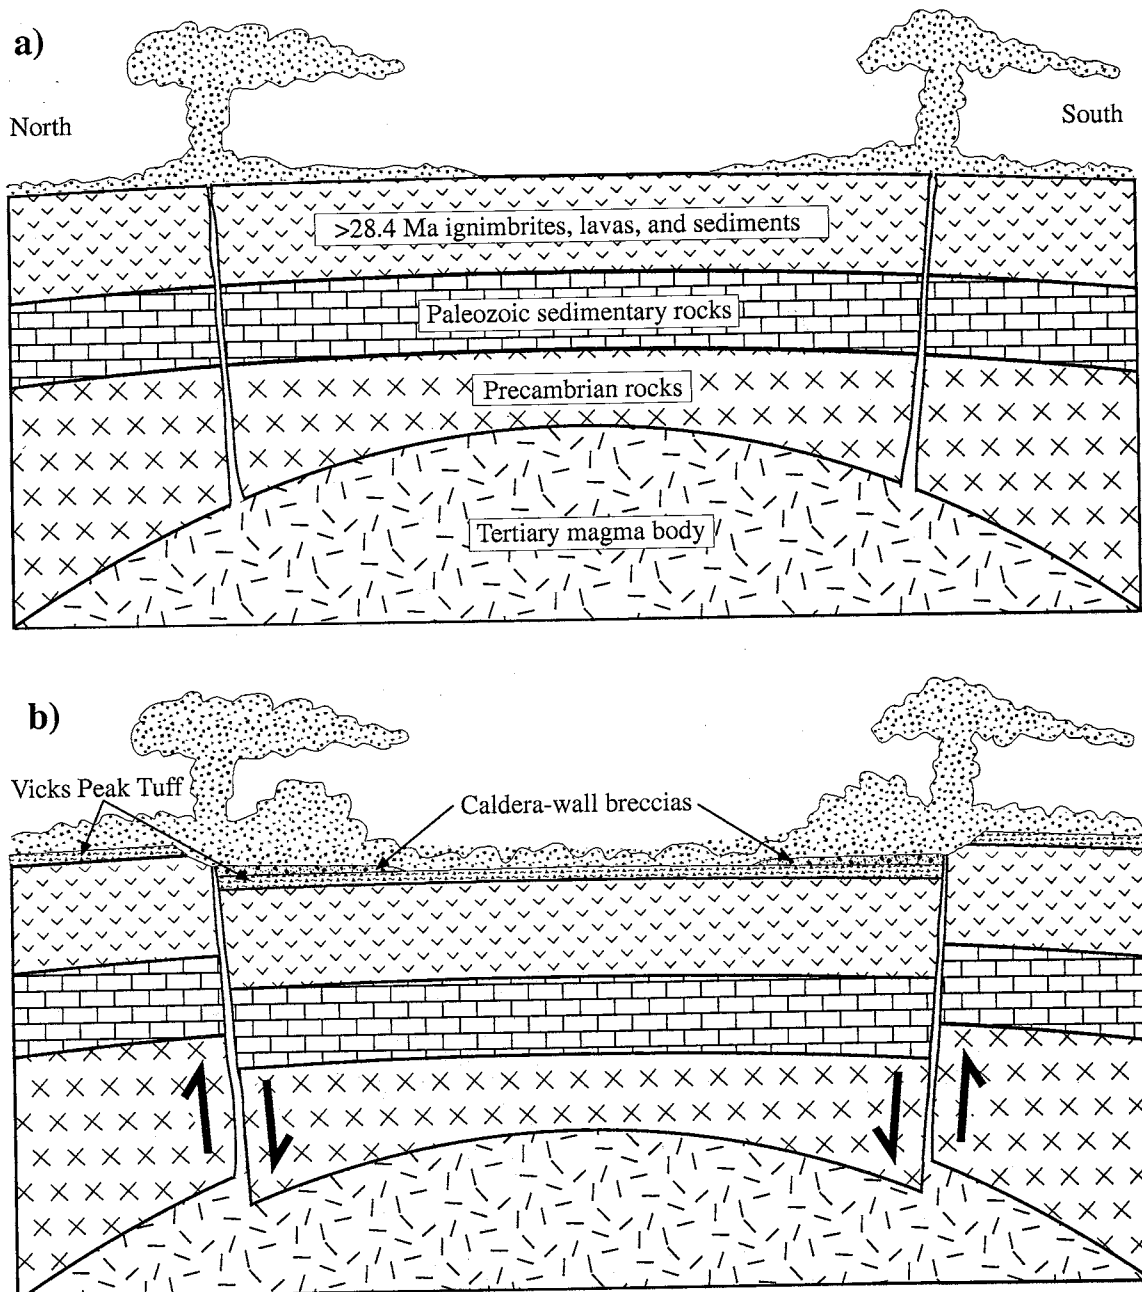 a)
North
South
>28.4 Ma ignimbrites, lavas, and sediments
Paleozoic sedimentary rocks
Precambrian rocks
Tertiary magma body
b)
Vicks Peak Tuff
Caldera-wall breccias